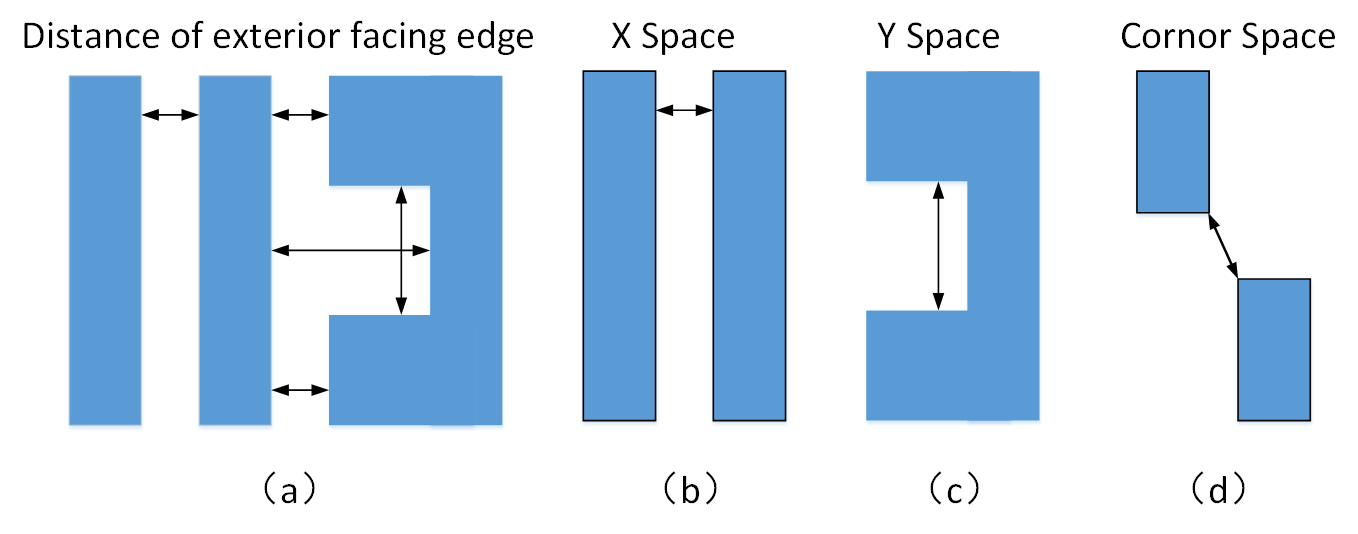 Distance of exterior facing edge
X Space
Y Space
Cornor Space
（a）
（b）
（c）
（d）